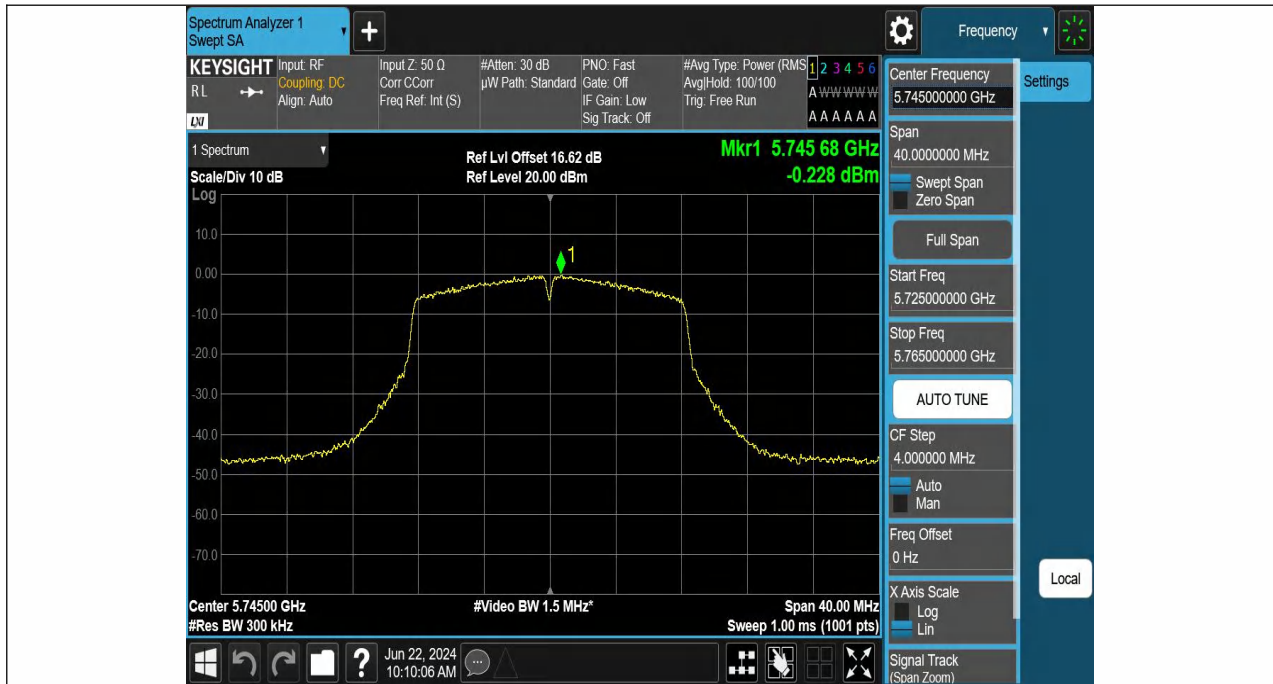 Spectrum Analyzer 1
Swept SA
+
Frequency
KEYSIGHT
RL
LXI
Input: RF
Coupling: DC
Align: Auto
Input Z: 50 Ω
Corr CCorr
Freq Ref: Int (S)
#Atten: 30 dB
µW Path: Standard
PNO: Fast
Gate: Off
IF Gain: Low
Sig Track: Off
#Avg Type: Power (RMS
Avg|Hold: 100/100
Trig: Free Run
1 2 3 4 5 6
A W W W W W
A A A A A A
1 Spectrum
Scale/Div 10 dB
Log
Ref Lvl Offset 16.62 dB
Ref Level 20.00 dBm
Mkr1 5.745 68 GHz
-0.228 dBm
10.0
0.00
-10.0
-20.0
-30.0
-40.0
-50.0
-60.0
-70.0
1
Center 5.74500 GHz
#Res BW 300 kHz
#Video BW 1.5 MHz*
Span 40.00 MHz
Sweep 1.00 ms (1001 pts)
Center Frequency
5.745000000 GHz
Settings
Span
40.0000000 MHz
Swept Span
Zero Span
Full Span
Start Freq
5.725000000 GHz
Stop Freq
5.765000000 GHz
AUTO TUNE
CF Step
4.000000 MHz
Auto
Man
Freq Offset
0 Hz
Local
X Axis Scale
Log
Lin
Signal Track
(Span Zoom)
?
Jun 22, 2024
10:10:06 AM